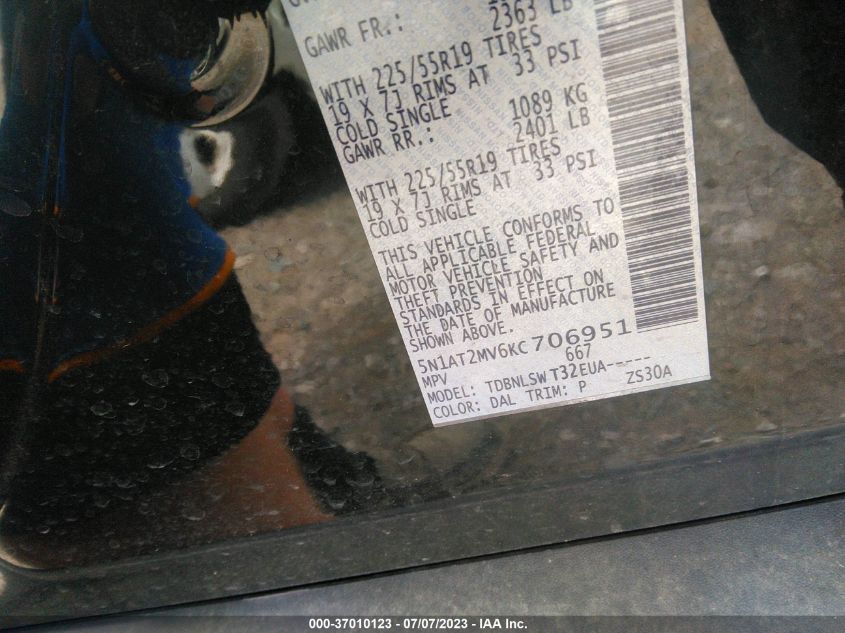 GAWR FR.: 2363 LB
WITH 225/55R19 TIRES
19 X 7J RIMS AT 33 PSI
COLD SINGLE 1089 KG
GAWR RR.: 2401 LB
WITH 225/55R19 TIRES
19 X 7J RIMS AT 33 PSI
COLD SINGLE
THIS VEHICLE CONFORMS TO
ALL APPLICABLE FEDERAL
MOTOR VEHICLE SAFETY AND
THEFT PREVENTION
STANDARDS IN EFFECT ON
THE DATE OF MANUFACTURE
SHOWN ABOVE.
5N1AT2MV6KC706951
MPV 667
MODEL: TDBNLSWT32EUA-----
COLOR: DAL TRIM: P ZS30A
000-37010123 - 07/07/2023 - IAA Inc.